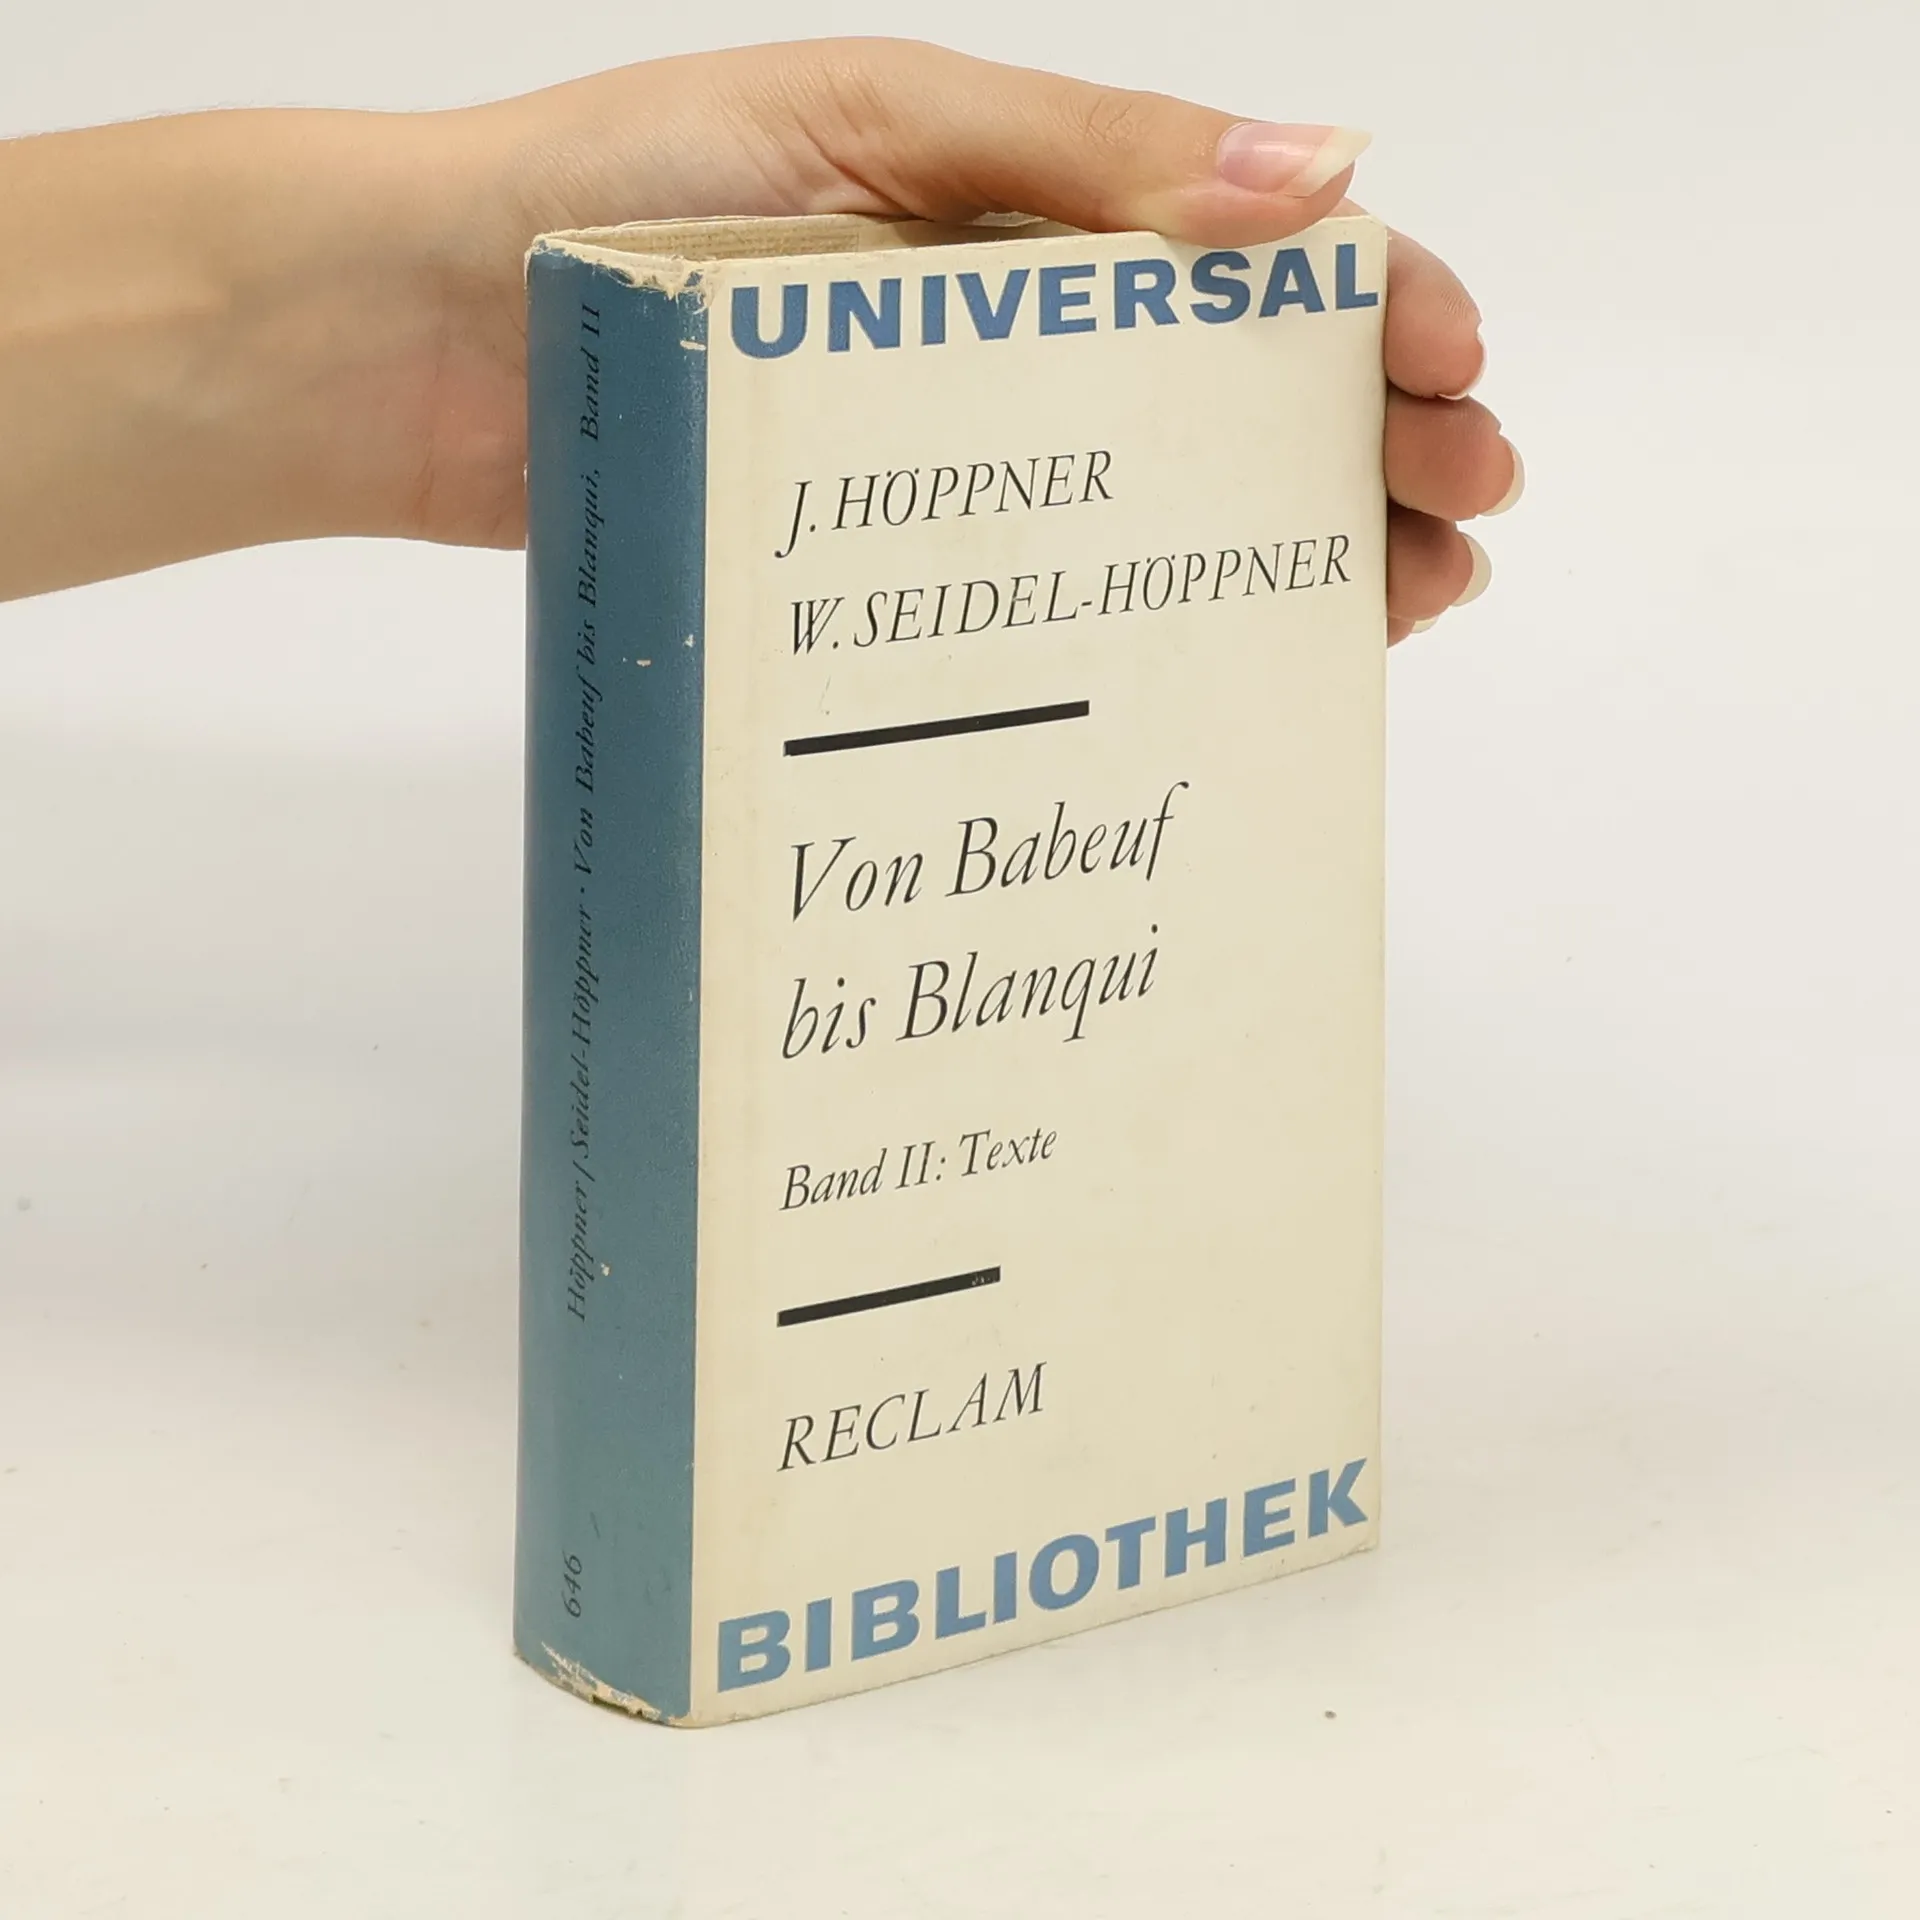 Höppner / Seidel-Höppner · Von Babeuf bis Blanqui, Band II
646
UNIVERSAL
J. HÖPPNER
W. SEIDEL-HÖPPNER
Von Babeuf
bis Blanqui
Band II: Texte
RECLAM
BIBLIOTHEK